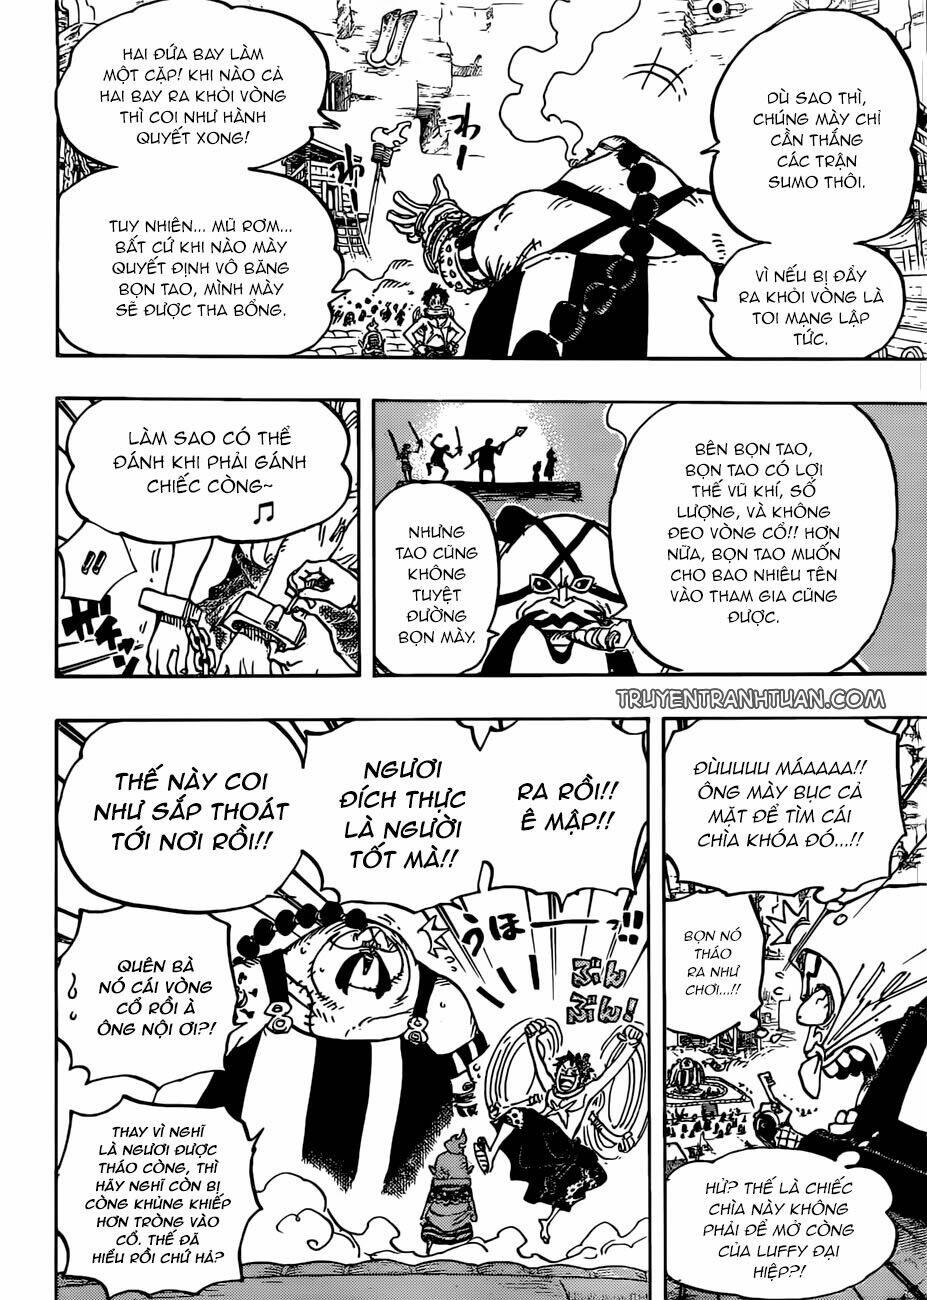 DÙ SAO THÌ,
CHÚNG MÀY CHỈ
CẦN THẮNG
CÁC TRẬN
SUMO THÔI.
VÌ NẾU BỊ ĐẨY
RA KHỎI VÒNG LÀ
TOI MẠNG LẬP
TỨC.
HAI ĐỨA BAY LÀM
MỘT CẶP! KHI NÀO CẢ
HAI BAY RA KHỎI VÒNG
THÌ COI NHƯ HÀNH
QUYẾT XONG!
TUY NHIÊN... MŨ RƠM...
BẤT CỨ KHI NÀO MÀY
QUYẾT ĐỊNH VÔ BĂNG
BỌN TAO, MÌNH MÀY
SẼ ĐƯỢC THA BỔNG.
BÊN BỌN TAO,
BỌN TAO CÓ LỢI
THẾ VŨ KHÍ, SỐ
LƯỢNG, VÀ KHÔNG
ĐEO VÒNG CỔ!! HƠN
NỮA, BỌN TAO MUỐN
CHO BAO NHIÊU TÊN
VÀO THAM GIA CŨNG
ĐƯỢC.
NHƯNG
TAO CŨNG
KHÔNG
TUYỆT
ĐƯỜNG
BỌN MÀY.
LÀM SAO CÓ THỂ
ĐÁNH KHI PHẢI GÁNH
CHIẾC CÒNG~
!!
TRUYENTRANHTUAN.COM
ĐÙUUUU MÁAAAA!!
ÔNG MÀY BỤC CẢ
MẶT ĐỂ TÌM CÁI
CHÌA KHÓA ĐÓ...!!
BỌN NÓ
THÁO
RA NHƯ
CHƠI...!!
HỬ? THẾ LÀ CHIẾC
CHÌA NÀY KHÔNG
PHẢI ĐỂ MỞ CÒNG
CỦA LUFFY ĐẠI
HIỆP?!
RA RỒI!!
Ê MẬP!!
NGƯƠI
ĐÍCH THỰC
LÀ NGƯỜI
TỐT MÀ!!
THẾ NÀY COI
NHƯ SẮP THOÁT
TỚI NƠI RỒI!!
うほーーっ!!
ぶん
ぶん!
QUÊN BÀ
NÓ CÁI VÒNG
CỔ RỒI À
ÔNG NỘI ƠI?!
THAY VÌ NGHĨ
LÀ NGƯƠI ĐƯỢC
THÁO CÒNG, THÌ
HÃY NGHĨ CÒN BỊ
CÒNG KHỦNG KHIẾP
HƠN TRÒNG VÀO
CỔ. THẾ ĐÃ
HIỂU RỒI CHỨ HẢ?